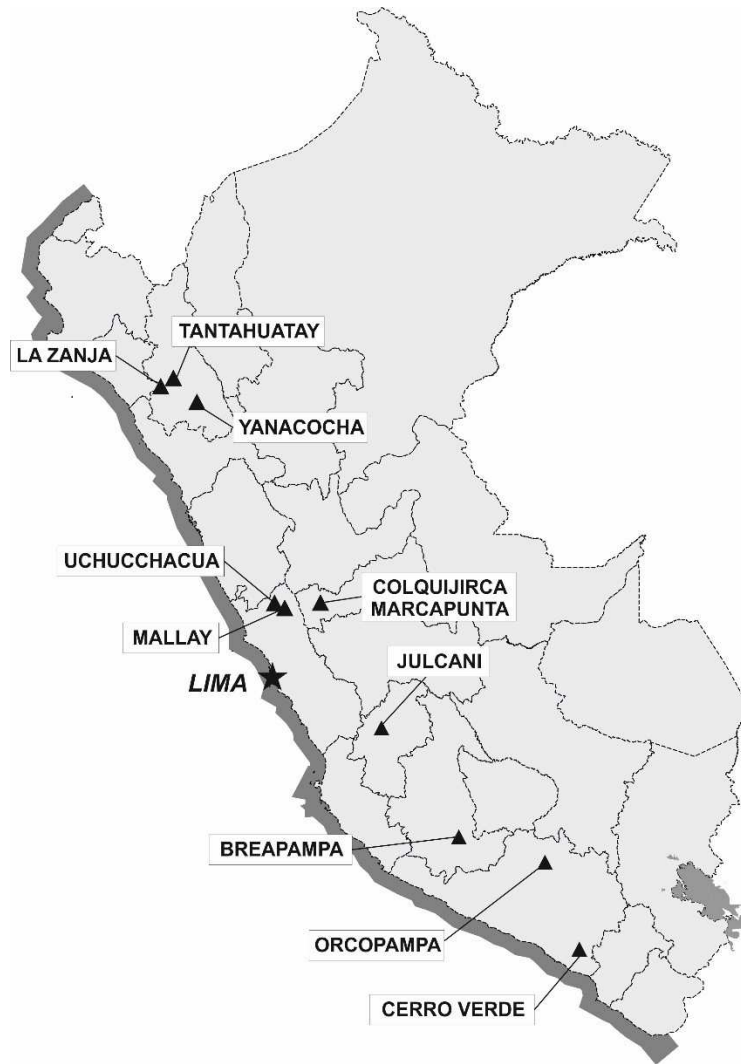 TANTAHUATAY
LA ZANJA
YANACOCHA
UCHUCCHACUA
COLQUIJIRCA
MARCAPUNTA
MALLAY
JULCANI
LIMA
BREAPAMPA
ORCOPAMPA
CERRO VERDE